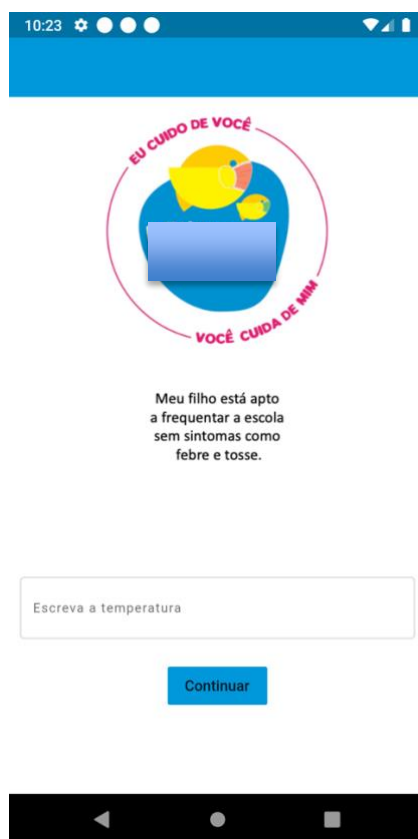 10:23
EU CUIDO DE VOCÊ
VOCÊ CUIDA DE MIM
Meu filho está apto
a frequentar a escola
sem sintomas como
febre e tosse.
Escreva a temperatura
Continuar